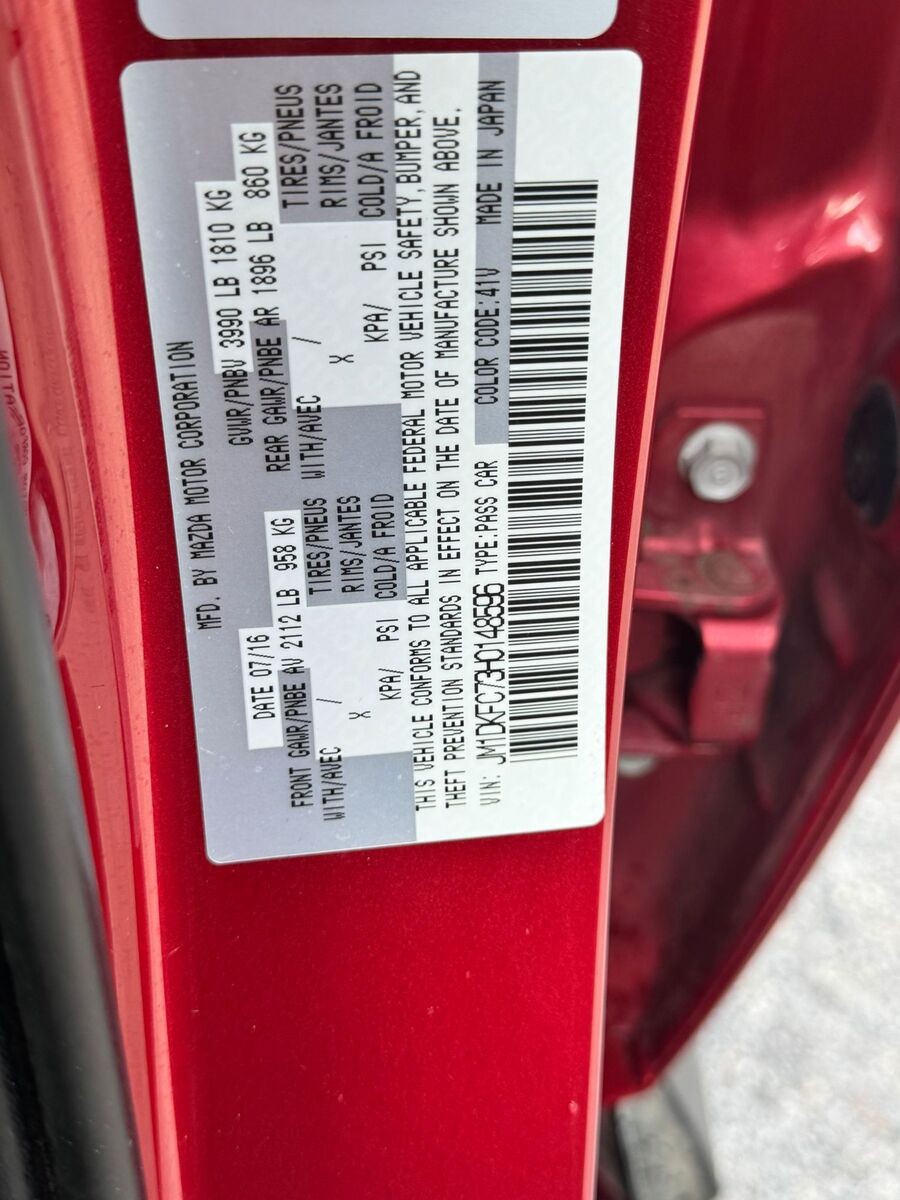 MFD. BY MAZDA MOTOR CORPORATION
DATE 07/16
GVWR/PNBV 3990 LB 1810 KG
FRONT GAWR/PNBE AV 2112 LB 958 KG
REAR GAWR/PNBE AR 1896 LB 860 KG
WITH/AVEC
TIRES/PNEUS
WITH/AVEC
TIRES/PNEUS
/
RIMS/JANTES
/
RIMS/JANTES
X
X
KPA/ PSI COLD/A FROID
KPA/ PSI COLD/A FROID
THIS VEHICLE CONFORMS TO ALL APPLICABLE FEDERAL MOTOR VEHICLE SAFETY, BUMPER, AND
THEFT PREVENTION STANDARDS IN EFFECT ON THE DATE OF MANUFACTURE SHOWN ABOVE.
VIN: JM1DKFC73H0148596 TYPE:PASS CAR COLOR CODE:41V MADE IN JAPAN